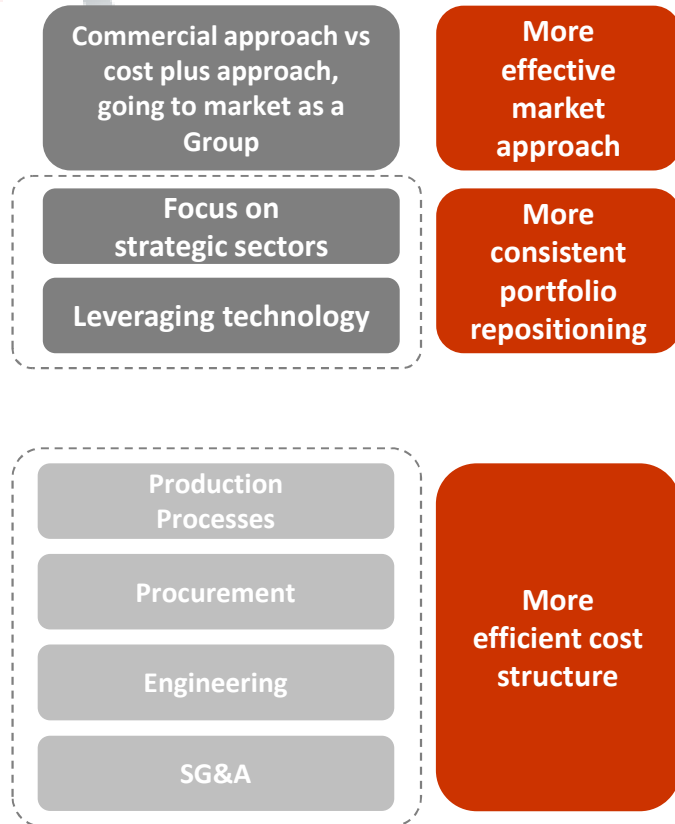 Commercial approach vs
cost plus approach,
going to market as a
Group
More
effective
market
approach
Focus on
strategic sectors
Leveraging technology
More
consistent
portfolio
repositioning
Production
Processes
Procurement
Engineering
SG&A
More
efficient cost
structure